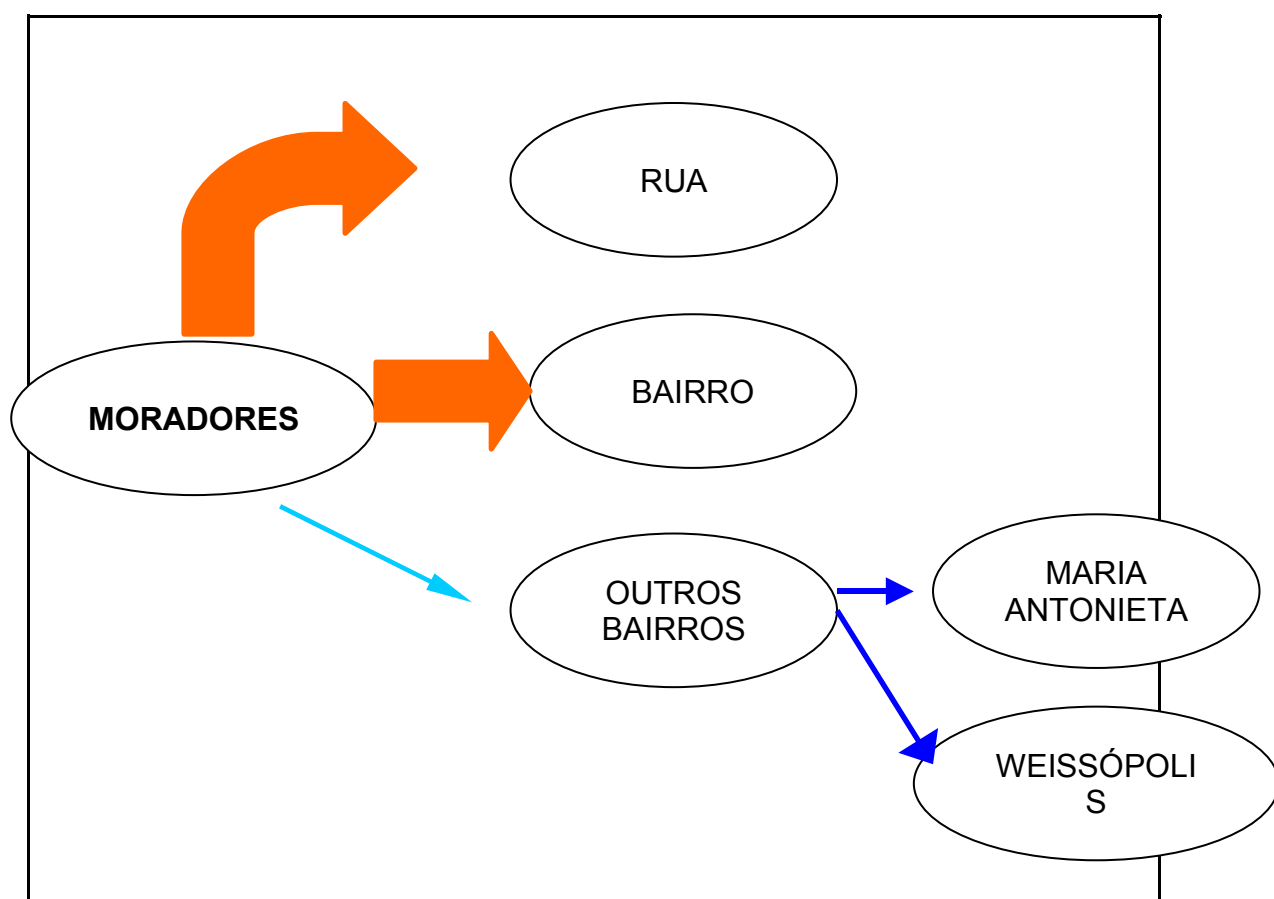 RUA
BAIRRO
MORADORES
OUTROS
BAIRROS
MARIA
ANTONIETA
WEISSÓPOLI
S